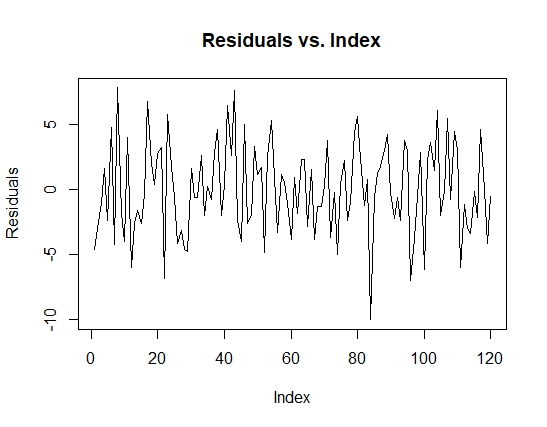 Residuals vs. Index
Residuals
5
0
-5
-10
0 20 40 60 80 100 120
Index